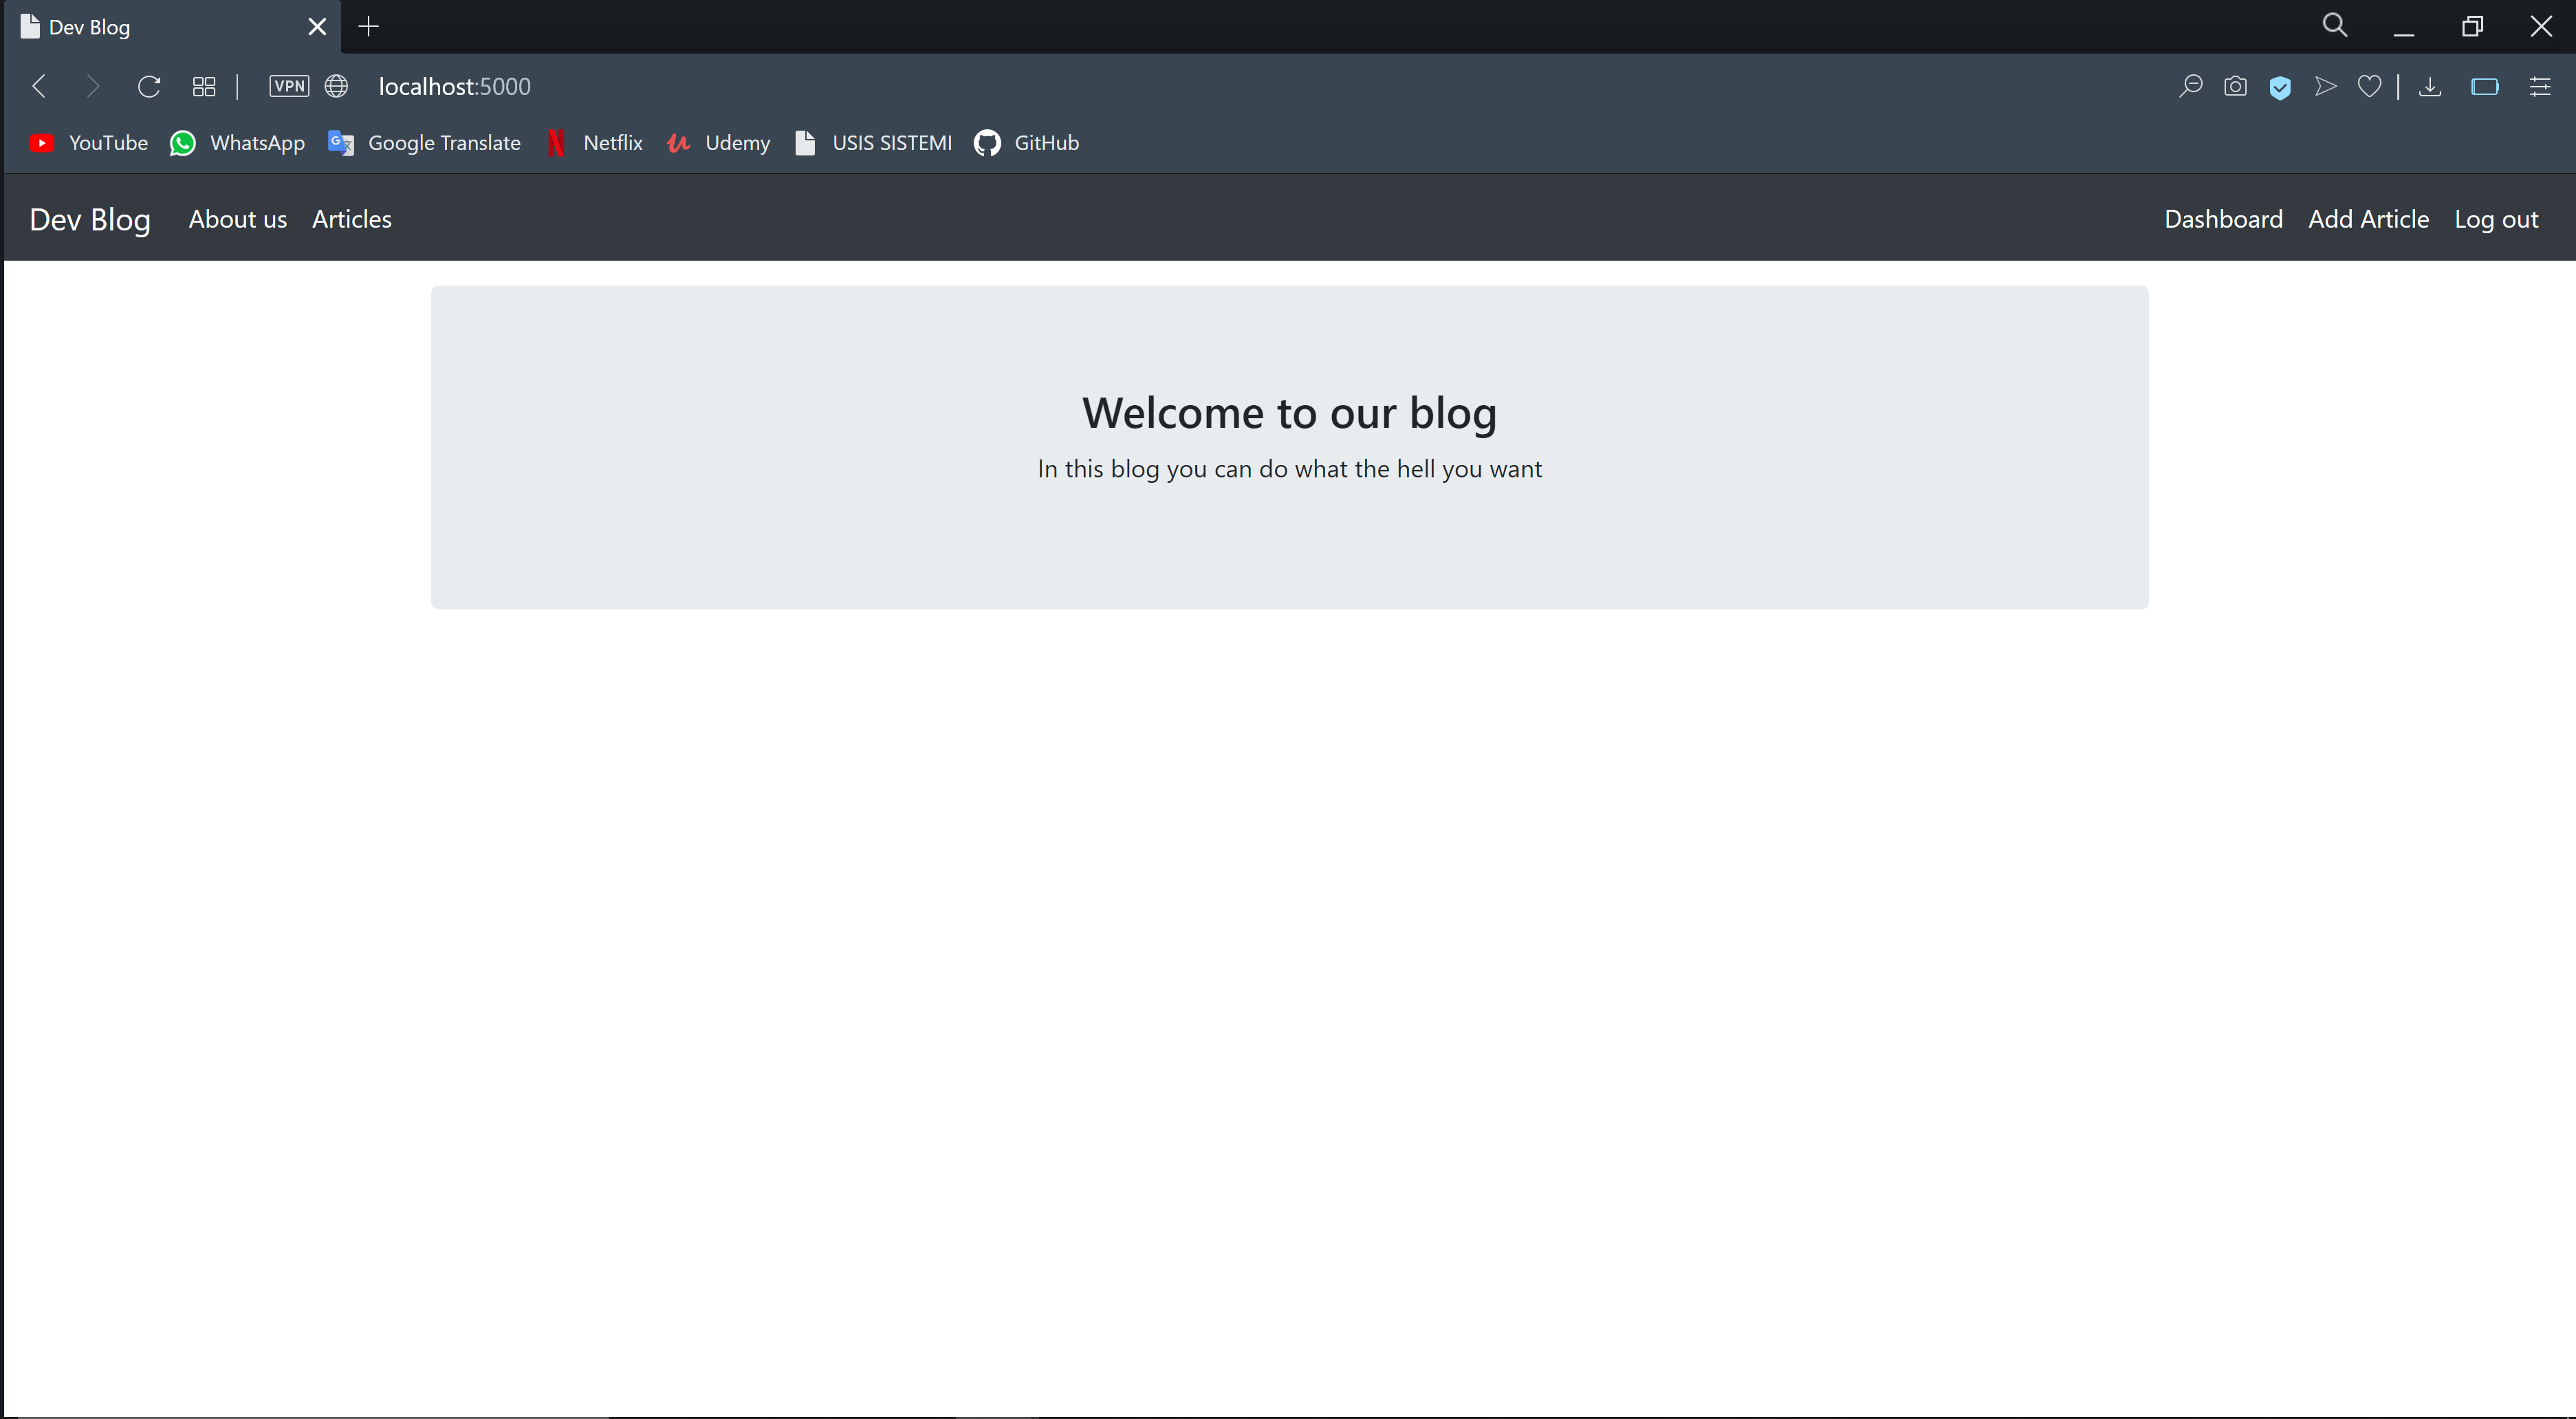 Dev Blog
VPN localhost:5000
YouTube WhatsApp Google Translate Netflix Udemy USIS SISTEMI GitHub
Dev Blog About us Articles Dashboard Add Article Log out
Welcome to our blog
In this blog you can do what the hell you want